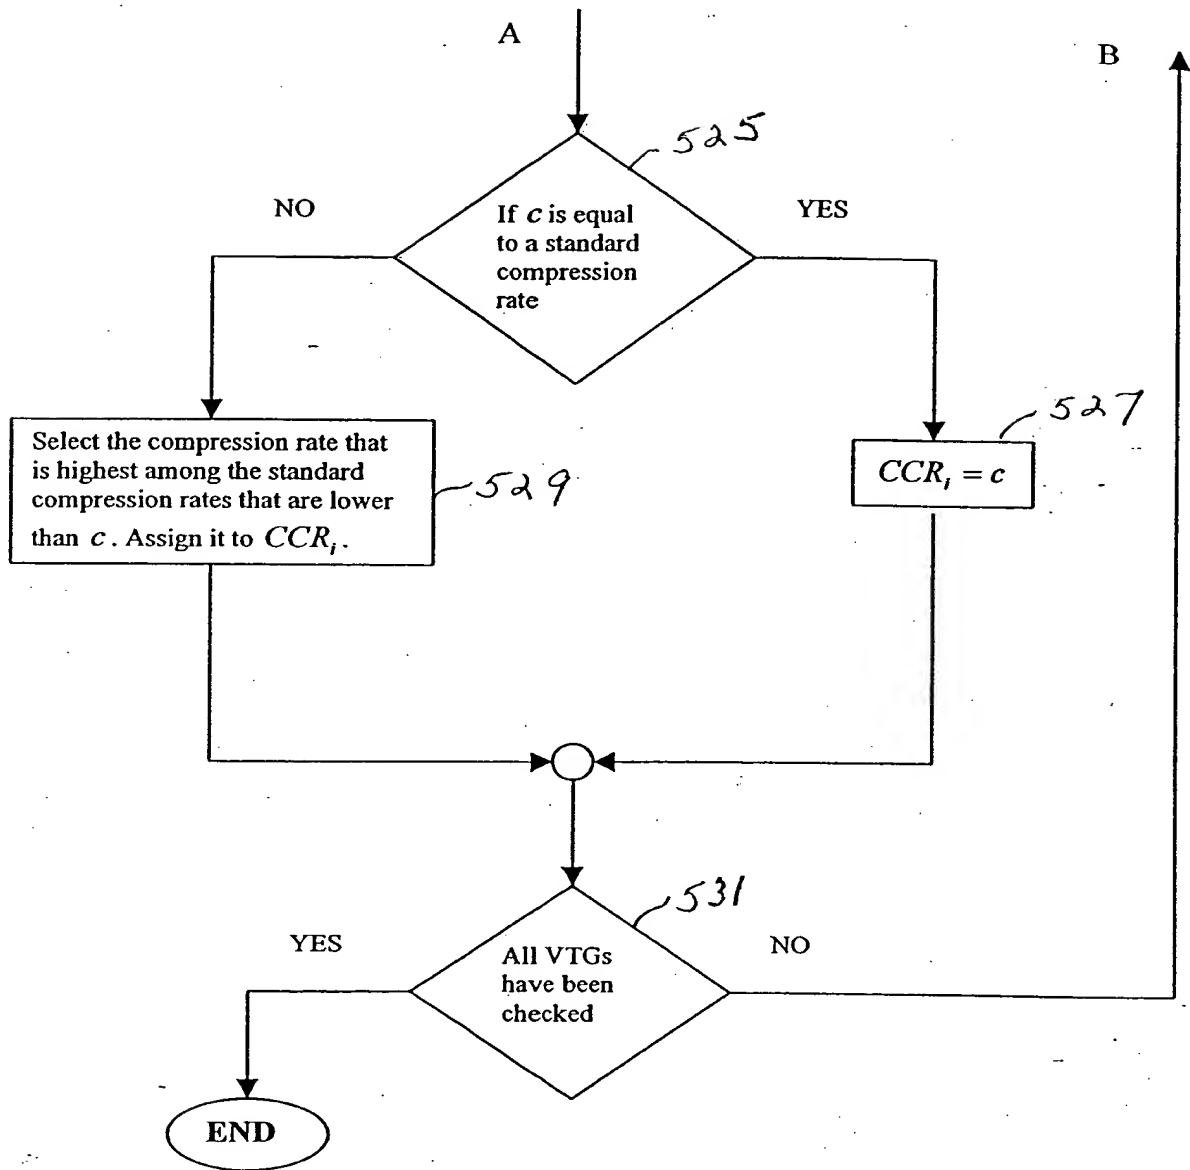 A
B
525
NO
YES
If c is equal
to a standard
compression
rate
527
Select the compression rate that
is highest among the standard
compression rates that are lower
than c. Assign it to CCRᵢ.
529
CCRᵢ = c
531
YES
NO
All VTGs
have been
checked
END